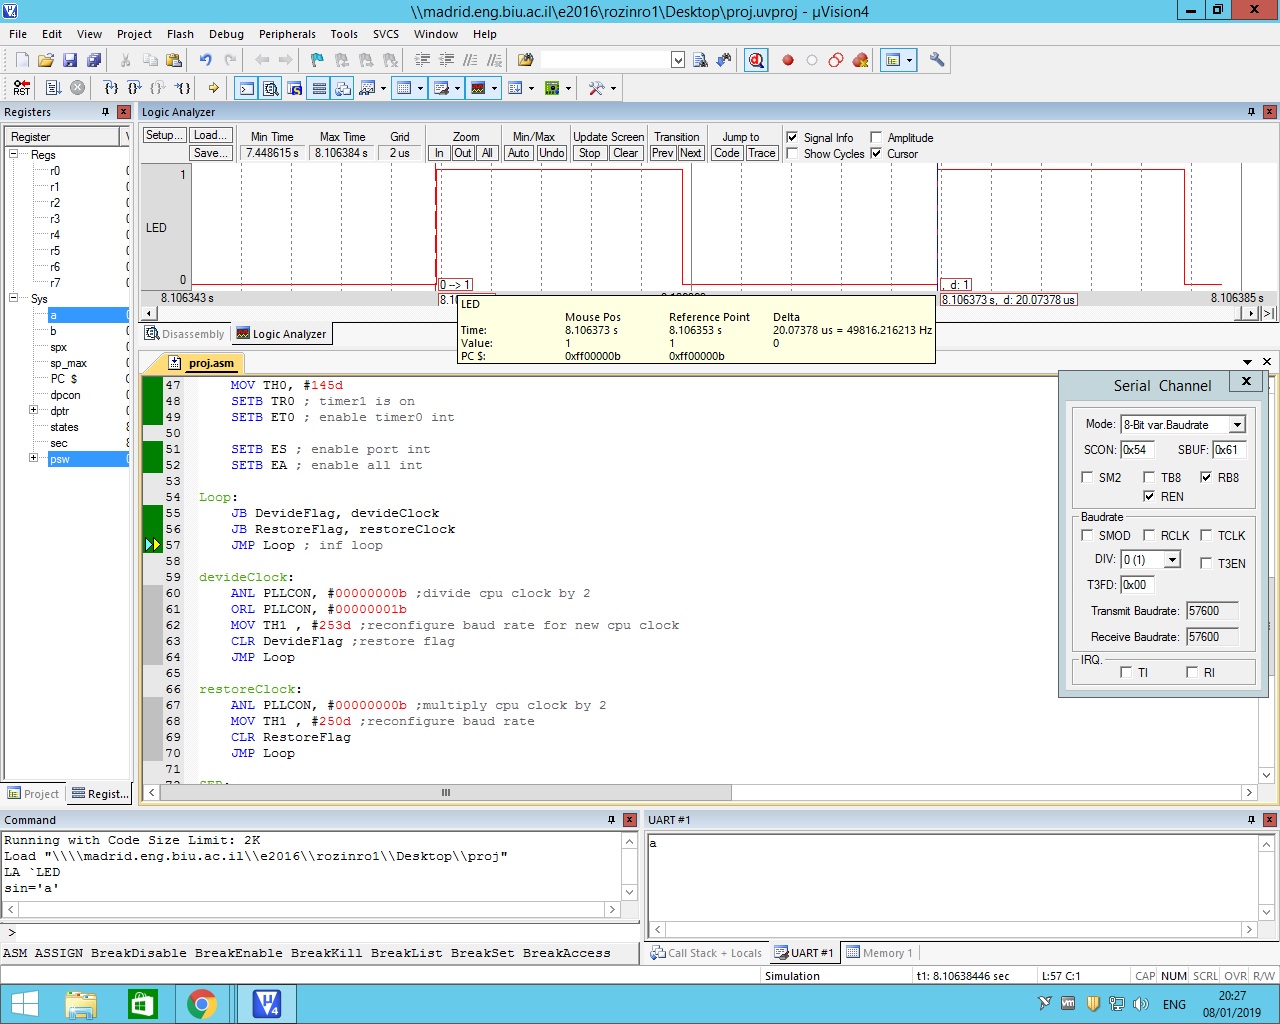 \\madrid.eng.biu.ac.il\e2016\rozinro1\Desktop\proj.uvproj - µVision4
File Edit View Project Flash Debug Peripherals Tools SVCS Window Help
LED
Registers
Logic Analyzer
Register
Regs
r0
r1
r2
r3
r4
r5
r6
r7
Sys
a
b
spx
sp_max
PC $
dpcon
dptr
states
sec
psw
Setup... Load... Min Time Max Time Grid Zoom Min/Max Update Screen Transition Jump to Signal Info Amplitude
Save... 7.448615 s 8.106384 s 2 us In Out All Auto Undo Stop Clear Prev Next Code Trace Show Cycles Cursor
1
LED
0
0 --> 1
, d: 1
8.106343 s
8.106373 s, d: 20.07378 us
8.106385 s
LED
Mouse Pos Reference Point Delta
Time: 8.106373 s 8.106353 s 20.07378 us = 49816.216213 Hz
Value: 1 1 0
PC $: 0xff00000b 0xff00000b
Disassembly Logic Analyzer
proj.asm
47 MOV TH0, #145d
48 SETB TR0 ; timer1 is on
49 SETB ET0 ; enable timer0 int
50
51 SETB ES ; enable port int
52 SETB EA ; enable all int
53
54 Loop:
55 JB DevideFlag, devideClock
56 JB RestoreFlag, restoreClock
57 JMP Loop ; inf loop
58
59 devideClock:
60 ANL PLLCON, #00000000b ;divide cpu clock by 2
61 ORL PLLCON, #00000001b
62 MOV TH1 , #253d ;reconfigure baud rate for new cpu clock
63 CLR DevideFlag ;restore flag
64 JMP Loop
65
66 restoreClock:
67 ANL PLLCON, #00000000b ;multiply cpu clock by 2
68 MOV TH1 , #250d ;reconfigure baud rate
69 CLR RestoreFlag
70 JMP Loop
71
Serial Channel
Mode: 8-Bit var.Baudrate
SCON: 0x54 SBUF: 0x61
SM2 TB8 RB8
REN
Baudrate
SMOD RCLK TCLK
DIV: 0 (1) T3EN
T3FD: 0x00
Transmit Baudrate: 57600
Receive Baudrate: 57600
IRQ.
TI RI
Project Regist...
Command
Running with Code Size Limit: 2K
Load "\\\\madrid.eng.biu.ac.il\\e2016\\rozinro1\\Desktop\\proj"
LA `LED
sin='a'
>
ASM ASSIGN BreakDisable BreakEnable BreakKill BreakList BreakSet BreakAccess
UART #1
a
Call Stack + Locals UART #1 Memory 1
Simulation t1: 8.10638446 sec L:57 C:1 CAP NUM SCRL OVR R/W
ENG
20:27
08/01/2019